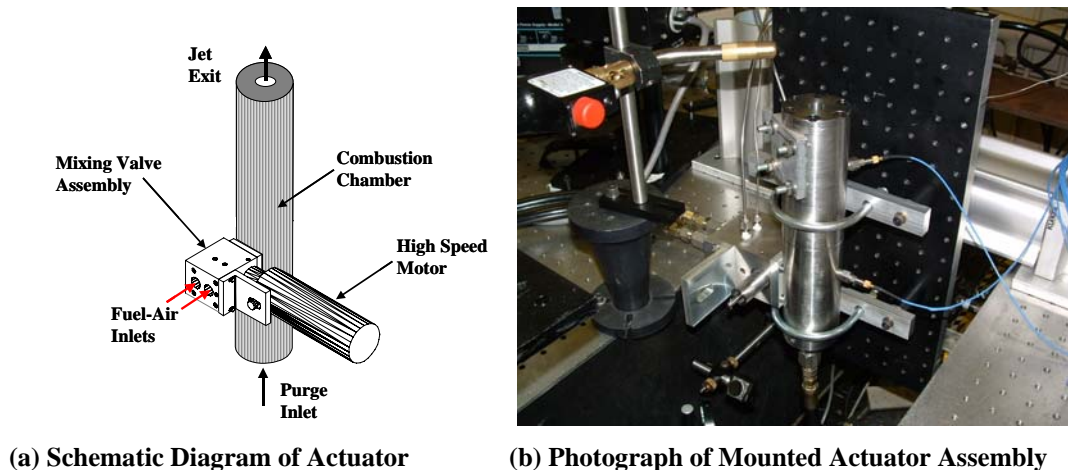 Jet
Exit
Mixing Valve
Assembly
Combustion
Chamber
High Speed
Motor
Fuel-Air
Inlets
Purge
Inlet
(a) Schematic Diagram of Actuator
(b) Photograph of Mounted Actuator Assembly